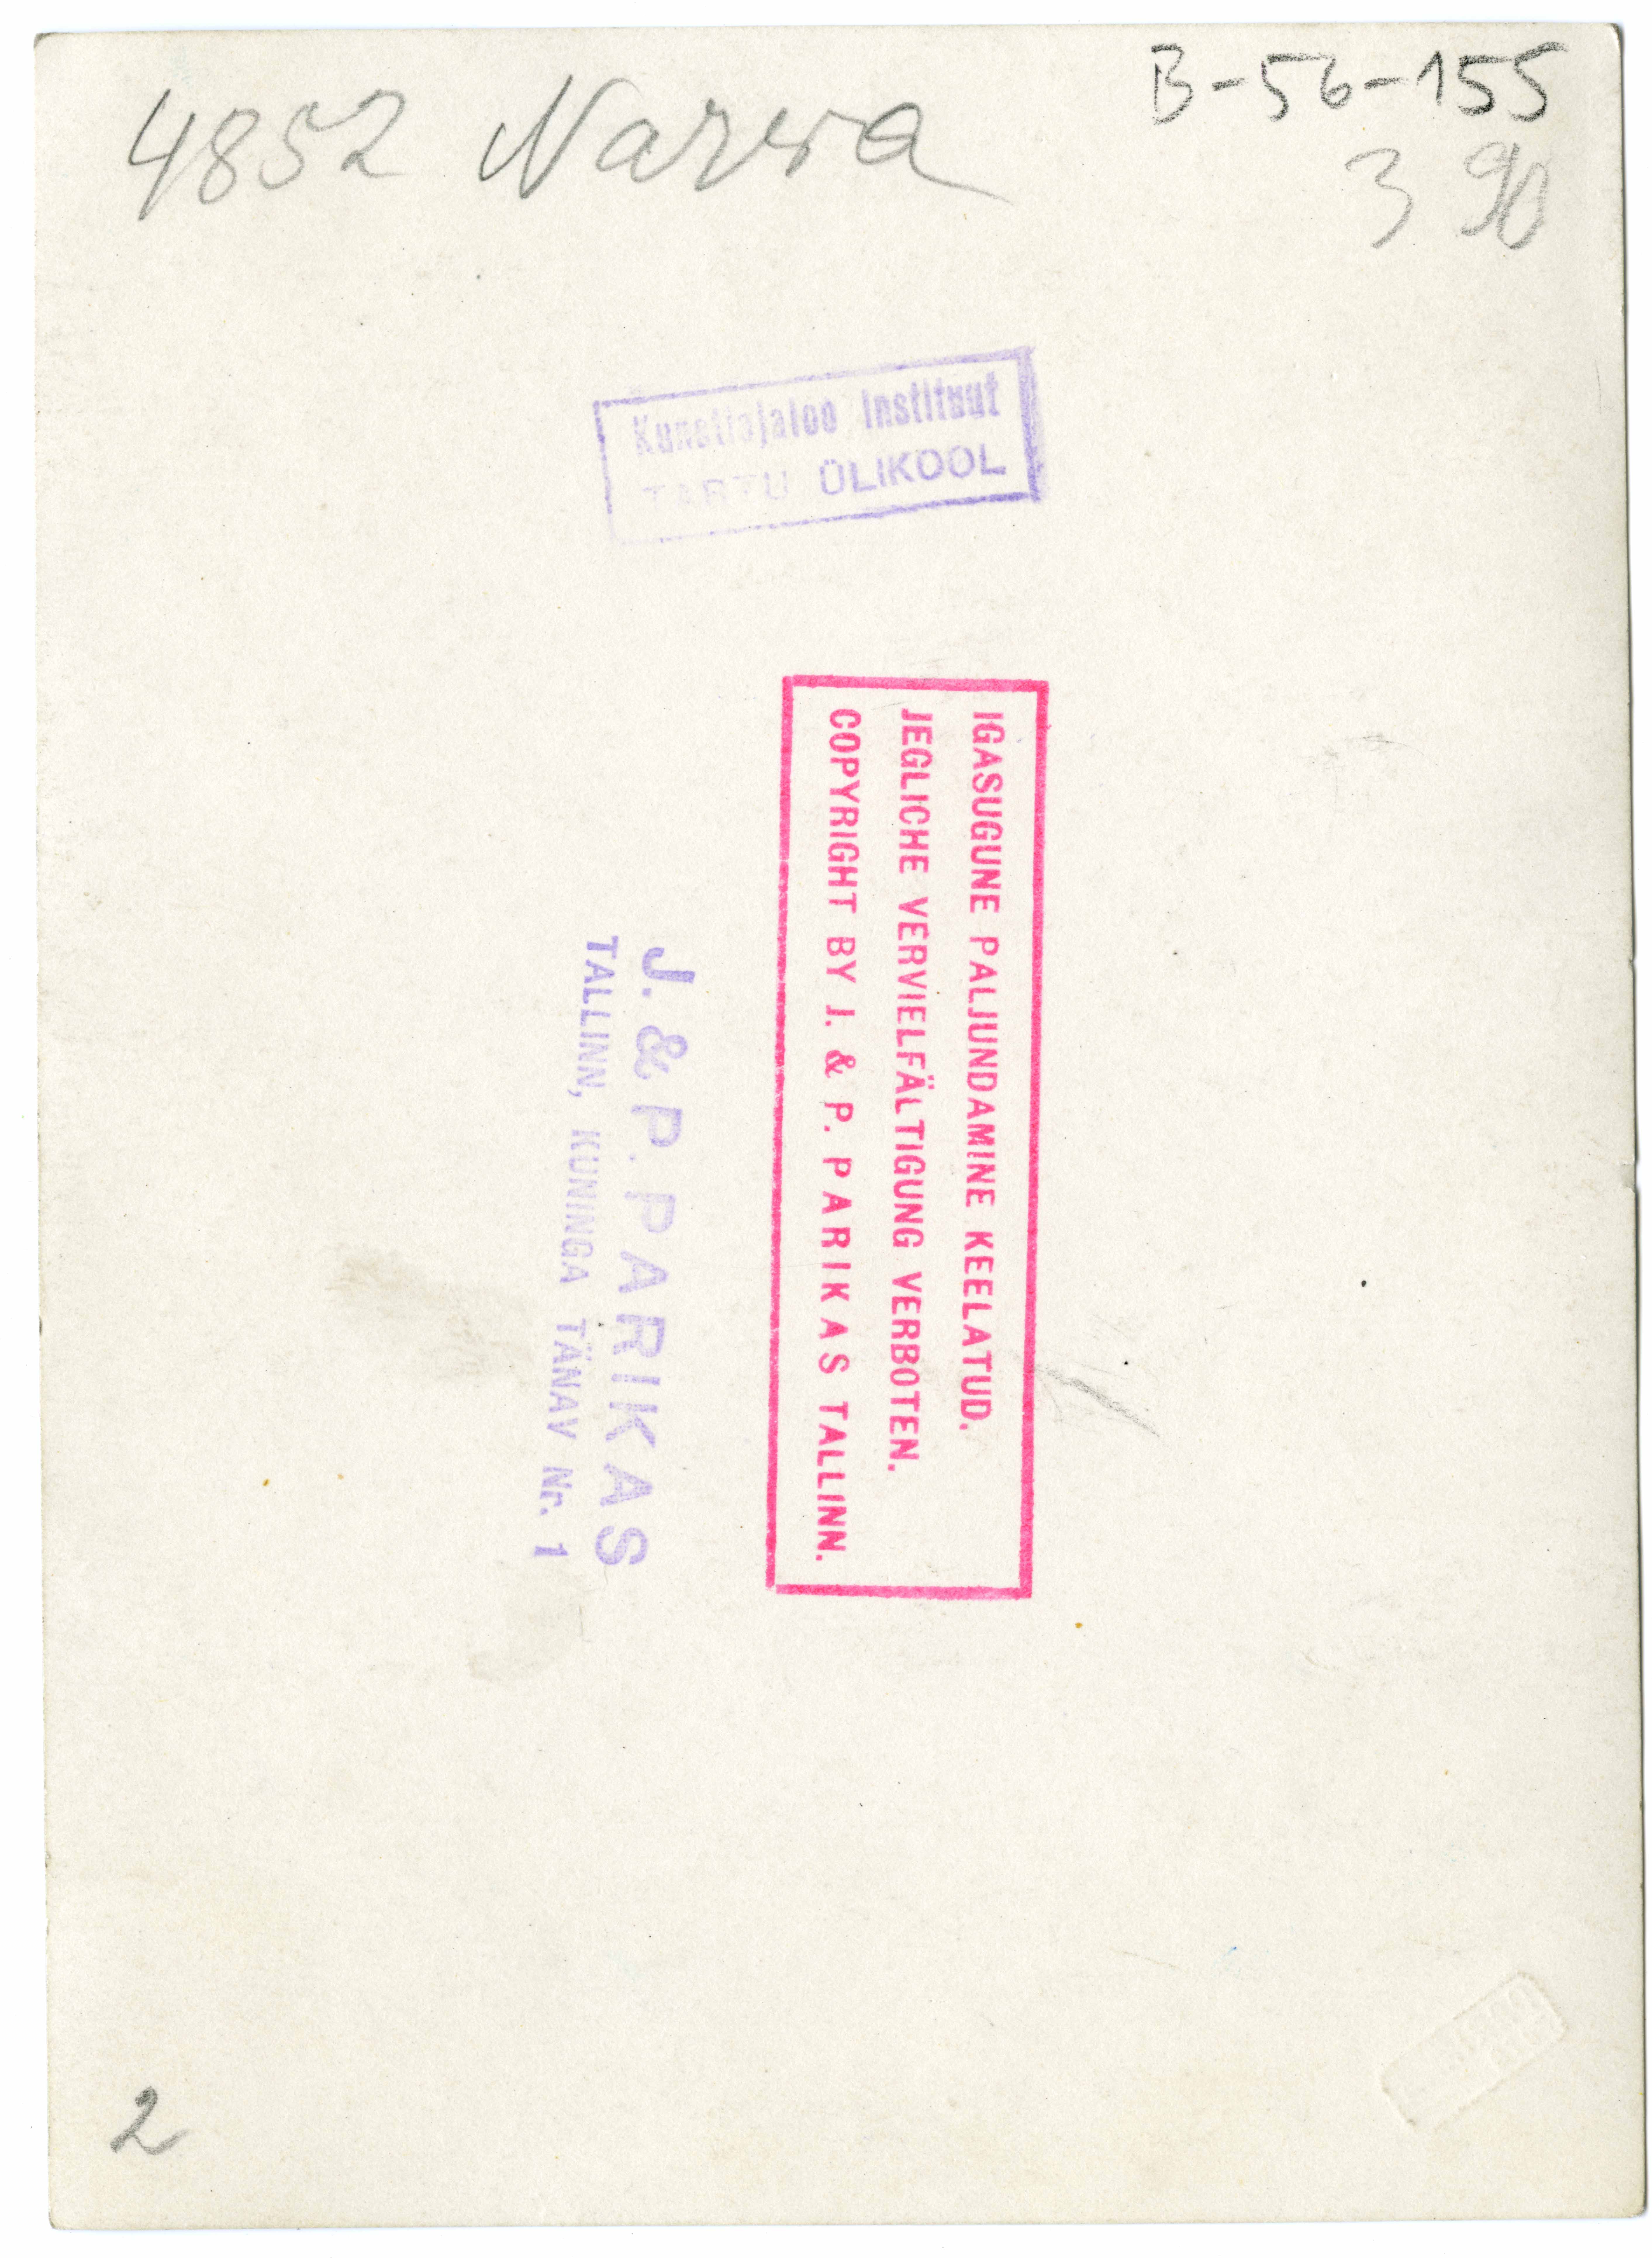 4852 Narva
B-56-155
3 90
Kunstiajaloo Instituut
TARTU ÜLIKOOL
IGASUGUNE PALJUNDAMINE KEELATUD.
JEGLICHE VERVIELFÄLTIGUNG VERBOTEN.
COPYRIGHT BY J. & P. PARIKAS TALLINN.
J. & P. PARIKAS
TALLINN, KUNINGA TÄNAV Nr. 1
2